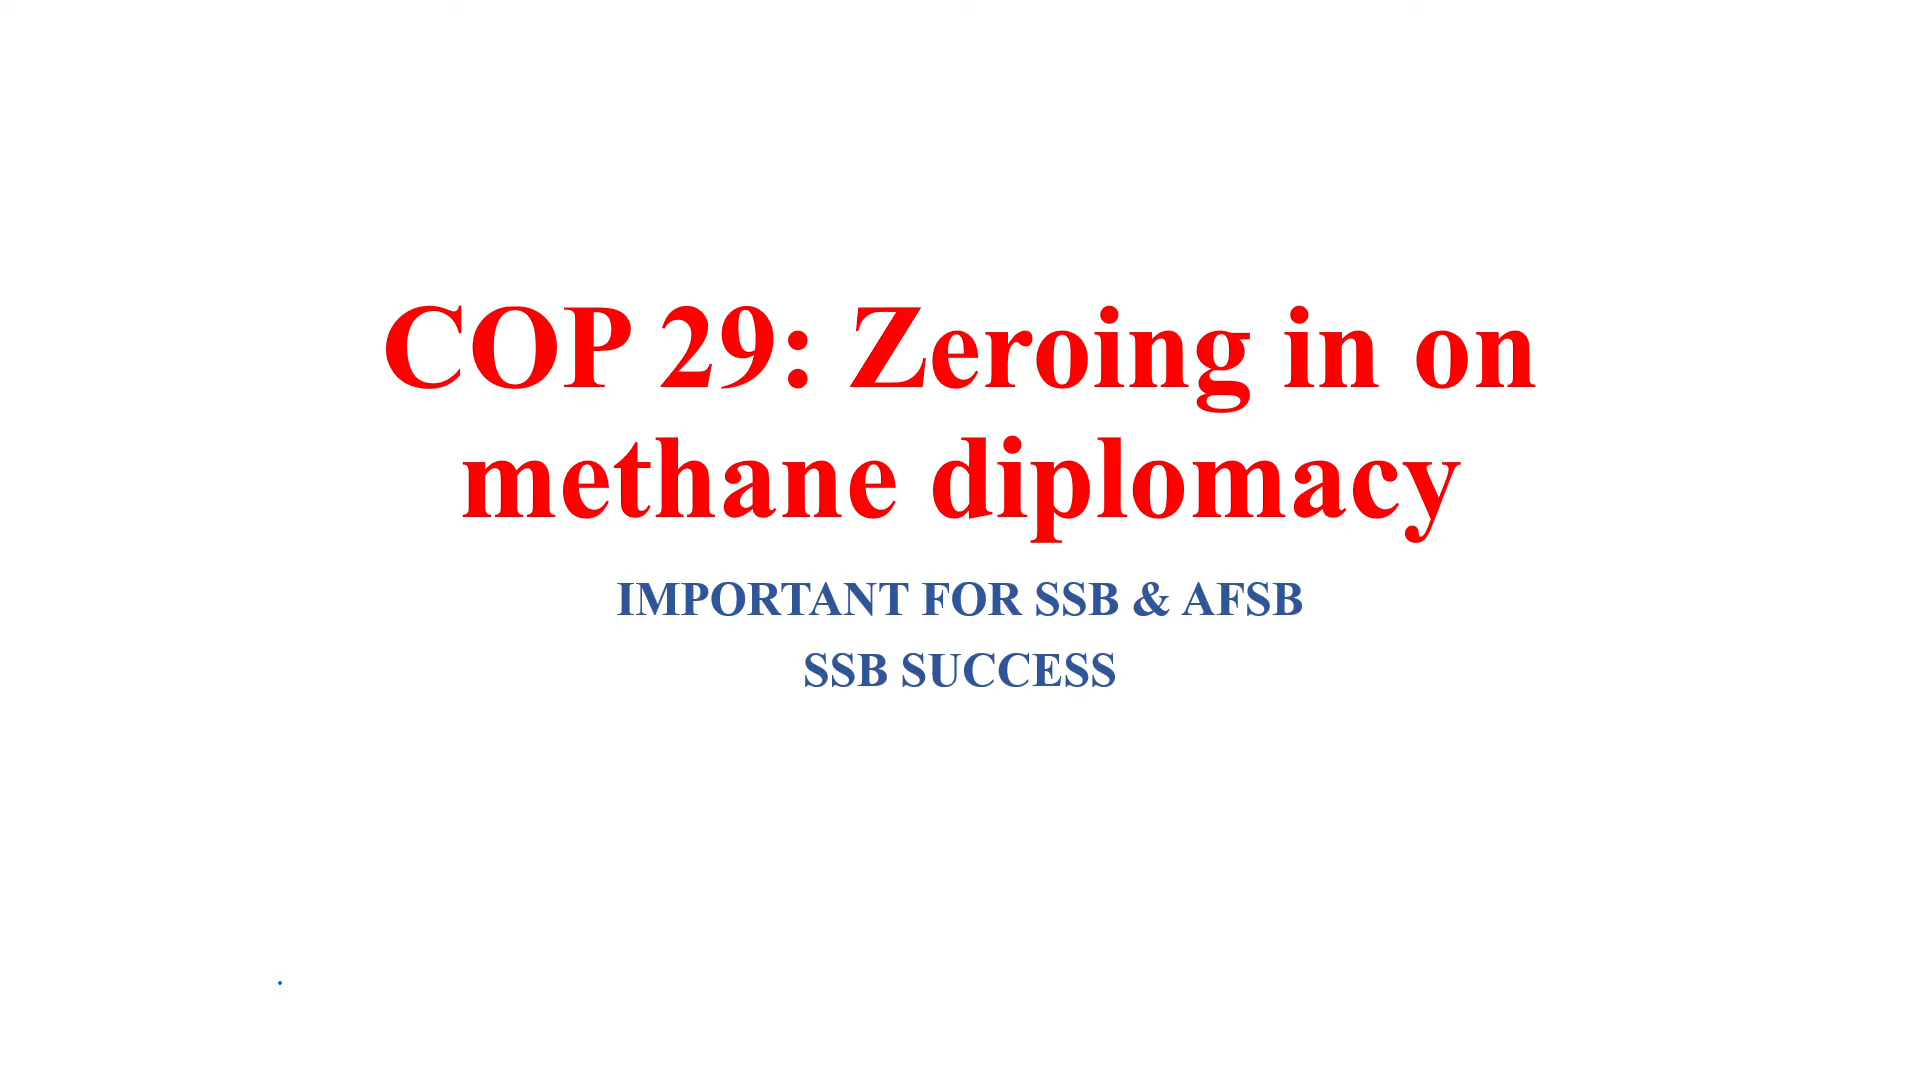 COP 29: Zeroing in on
methane diplomacy
IMPORTANT FOR SSB & AFSB
SSB SUCCESS